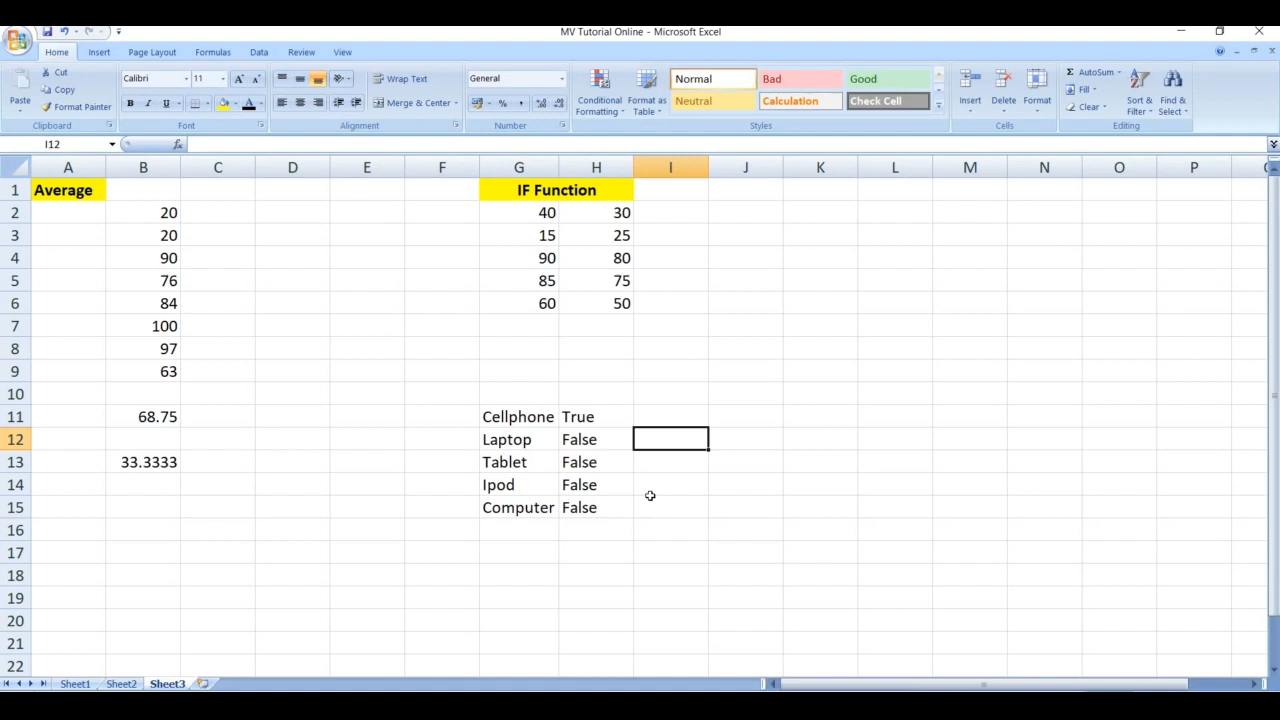 MV Tutorial Online - Microsoft Excel
Home Insert Page Layout Formulas Data Review View
Paste
Cut
Copy
Format Painter
Clipboard
Calibri 11
B I U
Font
Wrap Text
Merge & Center
Alignment
General
Number
Conditional Formatting
Format as Table
Normal Bad Good
Neutral Calculation Check Cell
Styles
Insert Delete Format
Cells
Σ AutoSum
Fill
Clear
Sort & Filter
Find & Select
Editing
I12 fx
A B C D E F G H I J K L M N O P
1 Average IF Function
2 20 40 30
3 20 15 25
4 90 90 80
5 76 85 75
6 84 60 50
7 100
8 97
9 63
10
11 68.75 Cellphone True
12 Laptop False
13 33.3333 Tablet False
14 Ipod False
15 Computer False
16
17
18
19
20
21
22
Sheet1 Sheet2 Sheet3